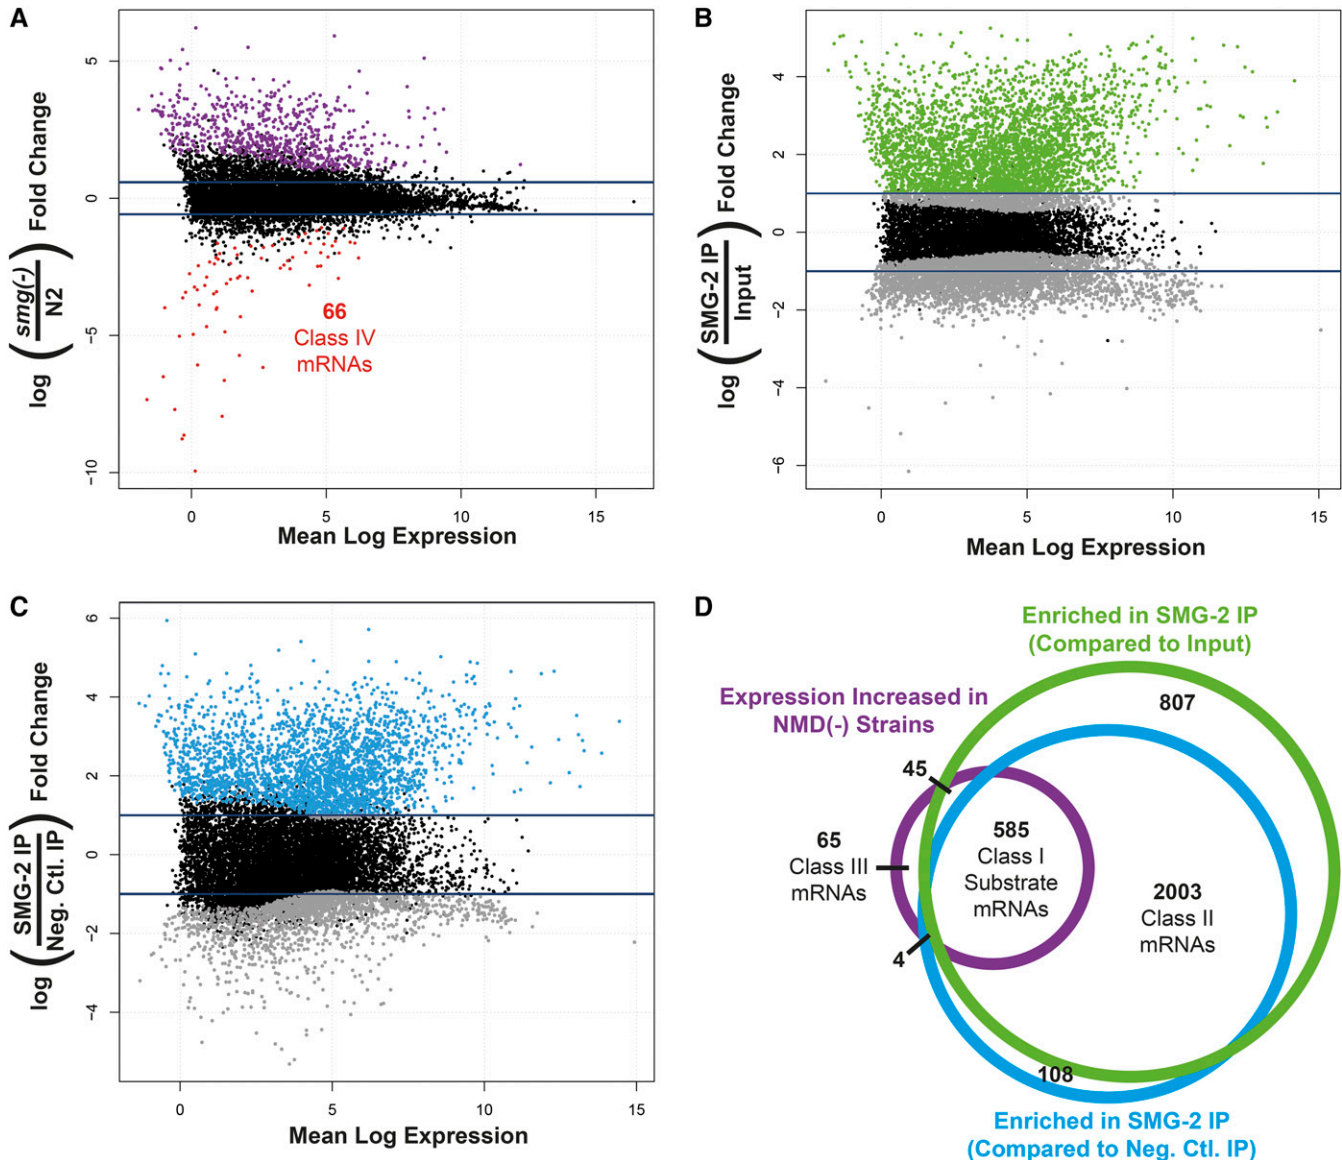 A
5
0
−5
−10
log ( smg(-) / N2 ) Fold Change
66
Class IV
mRNAs
0 5 10 15
Mean Log Expression
B
4
2
0
−2
−4
−6
log ( SMG-2 IP / Input ) Fold Change
0 5 10 15
Mean Log Expression
C
6
4
2
0
−2
−4
log ( SMG-2 IP / Neg. Ctl. IP ) Fold Change
0 5 10 15
Mean Log Expression
D
Enriched in SMG-2 IP
(Compared to Input)
Expression Increased in
NMD(-) Strains
807
45
65
Class III
mRNAs
585
Class I
Substrate
mRNAs
2003
Class II
mRNAs
4
108
Enriched in SMG-2 IP
(Compared to Neg. Ctl. IP)